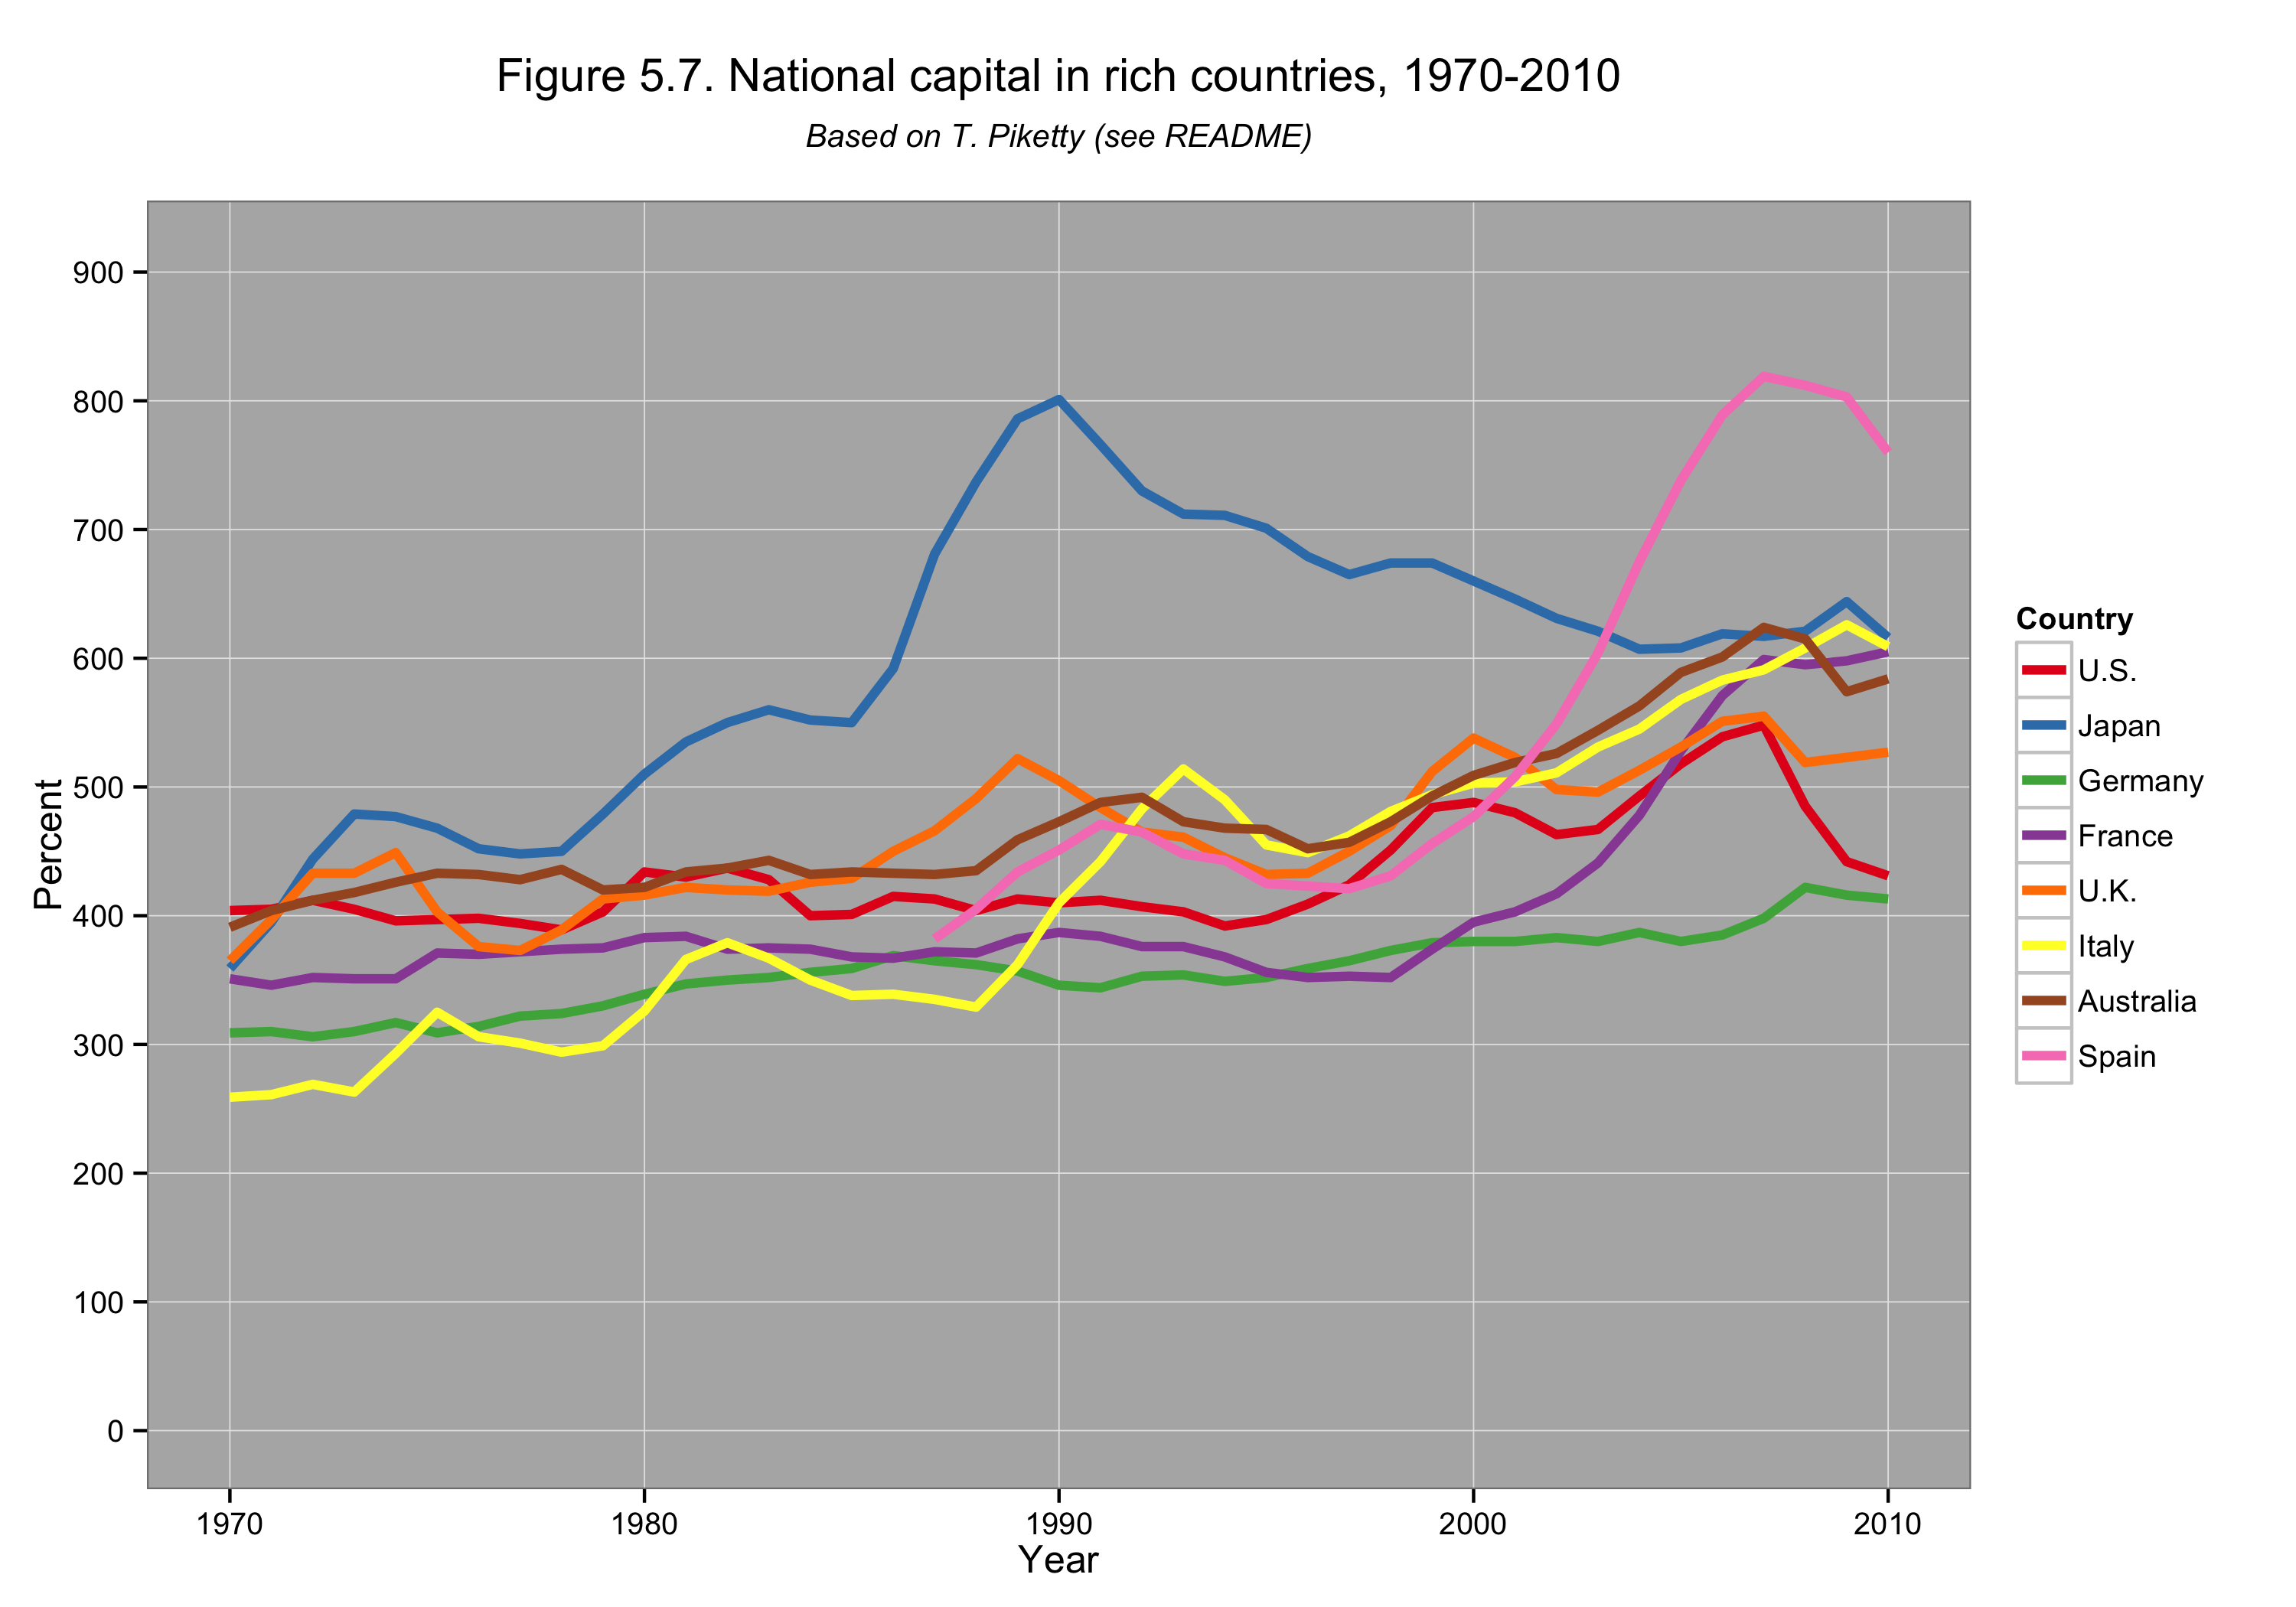 Figure 5.7. National capital in rich countries, 1970-2010
Based on T. Piketty (see README)
900
800
700
600
500
400
300
200
100
0
Percent
1970 1980 1990 2000 2010
Year
Country
U.S.
Japan
Germany
France
U.K.
Italy
Australia
Spain